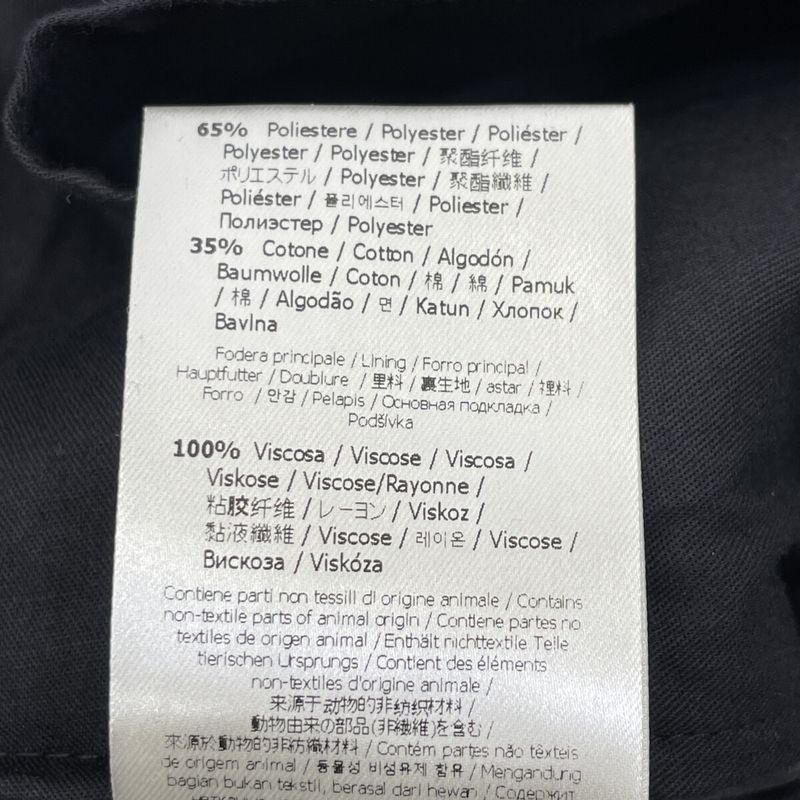 65% Poliestere / Polyester / Poliéster /
Polyester / Polyester / 聚酯纤维 /
ポリエステル / Polyester / 聚酯纖維 /
Poliéster / 폴리에스터 / Poliester /
Полиэстер / Polyester
35% Cotone / Cotton / Algodón /
Baumwolle / Coton / 棉 / 綿 / Pamuk
/ 棉 / Algodão / 면 / Katun / Хлопок /
Bavlna
Fodera principale / Lining / Forro principal /
Hauptfutter / Doublure / 里料 / 裏生地 / astar / 裡料 /
Forro / 안감 / Pelapis / Основная подкладка /
Podšívka
100% Viscosa / Viscose / Viscosa /
Viskose / Viscose/Rayonne /
粘胶纤维 / レーヨン / Viskoz /
黏液纖維 / Viscose / 레이온 / Viscose /
Вискоза / Viskóza
Contiene parti non tessili di origine animale / Contains
non-textile parts of animal origin / Contiene partes no
textiles de origen animal / Enthält nichttextile Teile
tierischen Ursprungs / Contient des éléments
non-textiles d'origine animale /
来源于动物的非纺织材料 /
動物由来の部品(非繊維)を含む /
來源於動物的非紡織材料 / Contém partes não têxteis
de origem animal / 동물성 비섬유제 함유 / Mengandung
bagian bukan tekstil, berasal dari hewan / Содержит